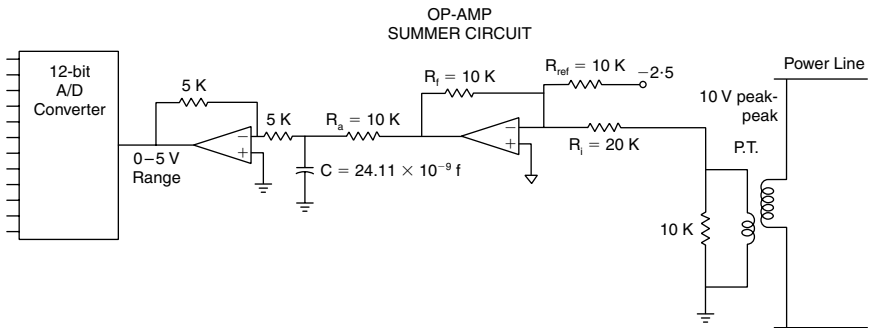 OP-AMP
SUMMER CIRCUIT
12-bit
A/D
Converter
5 K
0–5 V
Range
−
+
5 K
Rₐ = 10 K
C = 24.11 × 10⁻⁹ f
R_f = 10 K
−
+
R_ref = 10 K
−2·5
R_i = 20 K
10 V peak-
peak
P.T.
10 K
Power Line